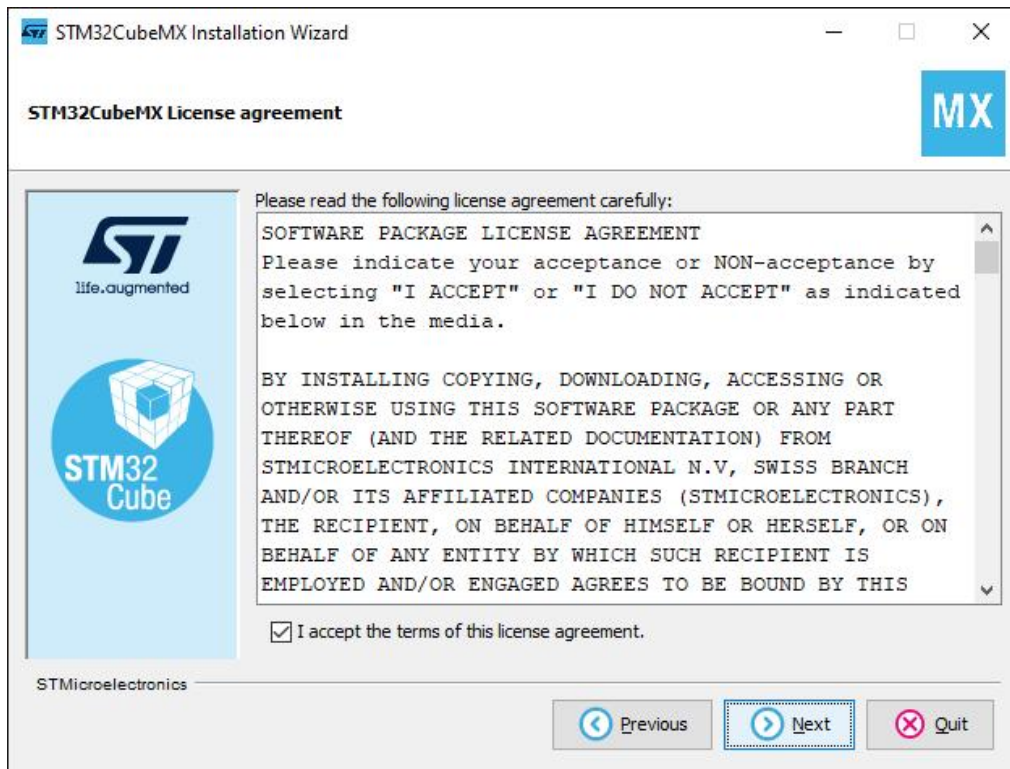 STM32CubeMX Installation Wizard
STM32CubeMX License agreement
MX
Please read the following license agreement carefully:
ST
life.augmented
STM32
Cube
SOFTWARE PACKAGE LICENSE AGREEMENT
Please indicate your acceptance or NON-acceptance by
selecting "I ACCEPT" or "I DO NOT ACCEPT" as indicated
below in the media.
BY INSTALLING COPYING, DOWNLOADING, ACCESSING OR
OTHERWISE USING THIS SOFTWARE PACKAGE OR ANY PART
THEREOF (AND THE RELATED DOCUMENTATION) FROM
STMICROELECTRONICS INTERNATIONAL N.V, SWISS BRANCH
AND/OR ITS AFFILIATED COMPANIES (STMICROELECTRONICS),
THE RECIPIENT, ON BEHALF OF HIMSELF OR HERSELF, OR ON
BEHALF OF ANY ENTITY BY WHICH SUCH RECIPIENT IS
EMPLOYED AND/OR ENGAGED AGREES TO BE BOUND BY THIS
I accept the terms of this license agreement.
STMicroelectronics
Previous
Next
Quit